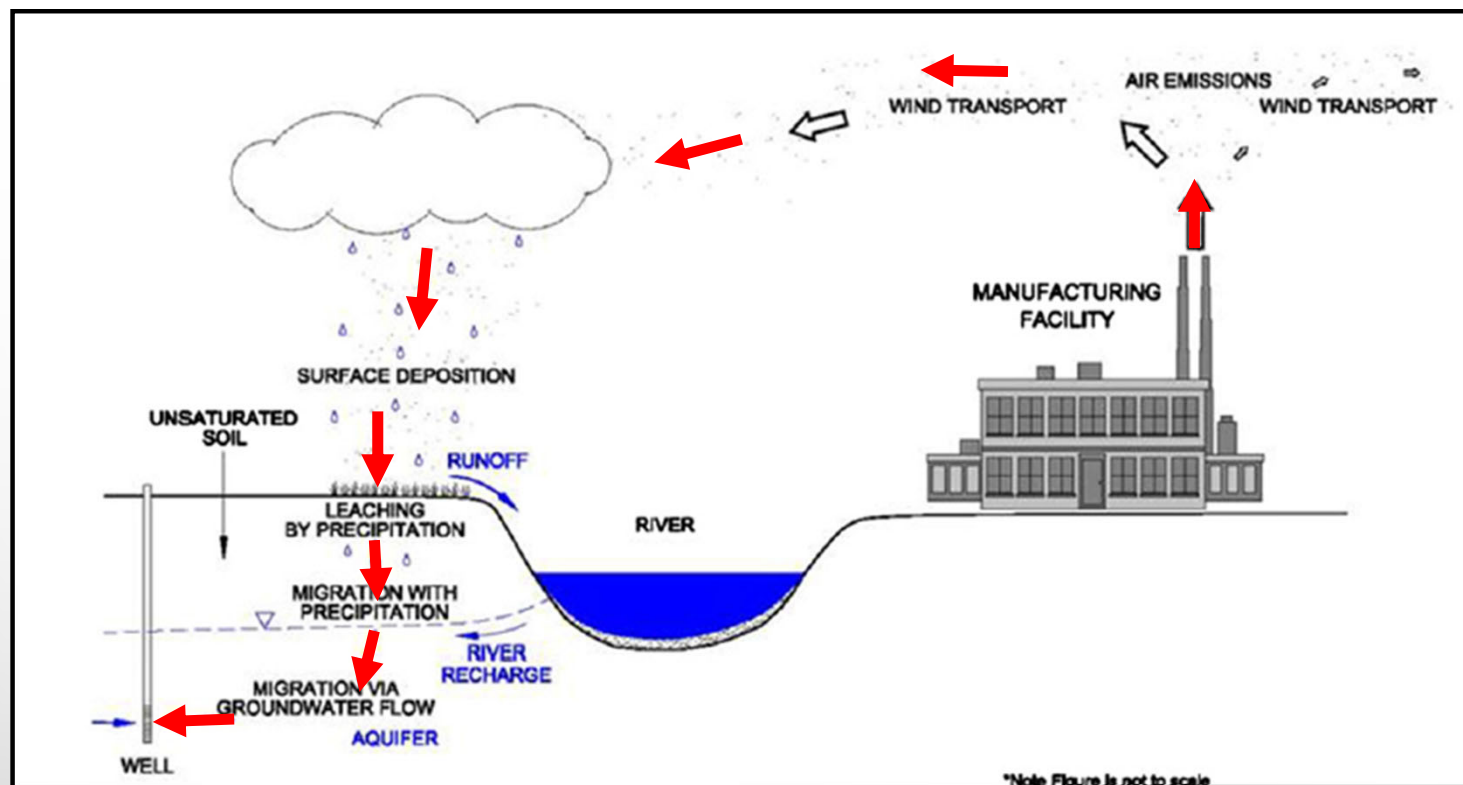 AIR EMISSIONS
WIND TRANSPORT
WIND TRANSPORT
MANUFACTURING
FACILITY
SURFACE DEPOSITION
UNSATURATED
SOIL
RUNOFF
LEACHING
BY PRECIPITATION
RIVER
MIGRATION WITH
PRECIPITATION
RIVER
RECHARGE
MIGRATION VIA
GROUNDWATER FLOW
AQUIFER
WELL
*Note Figure is not to scale